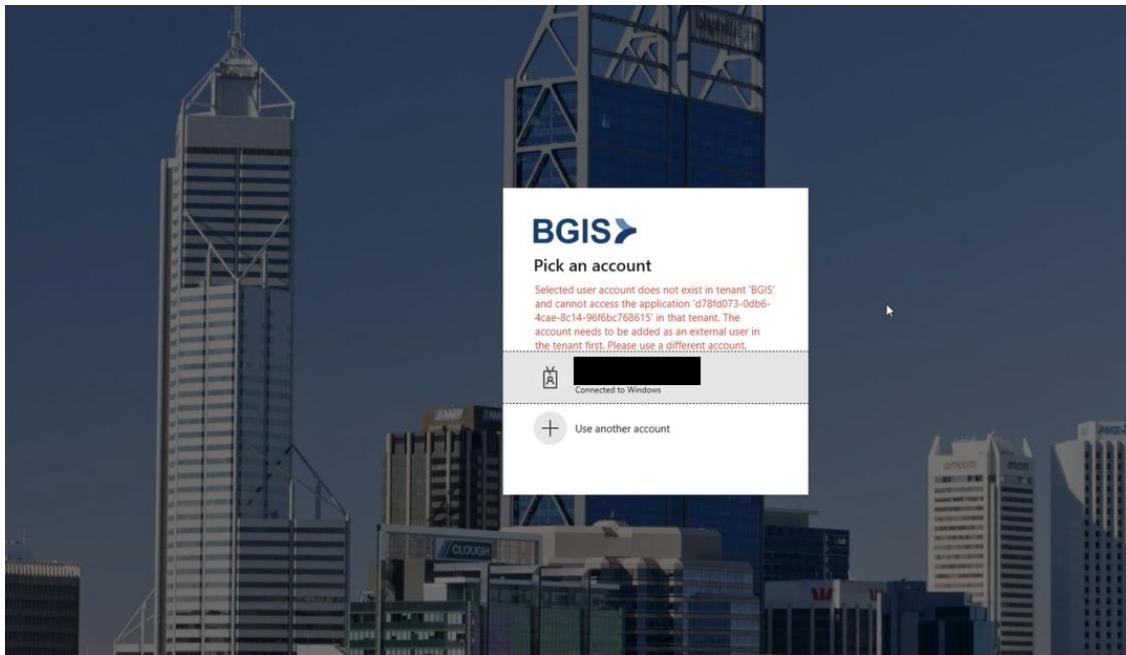 BGIS
Pick an account
Selected user account does not exist in tenant 'BGIS'
and cannot access the application 'd78fd073-0db6-
4cae-8c14-96f6bc768615' in that tenant. The
account needs to be added as an external user in
the tenant first. Please use a different account.
Connected to Windows
Use another account
CLOUGH
amcom